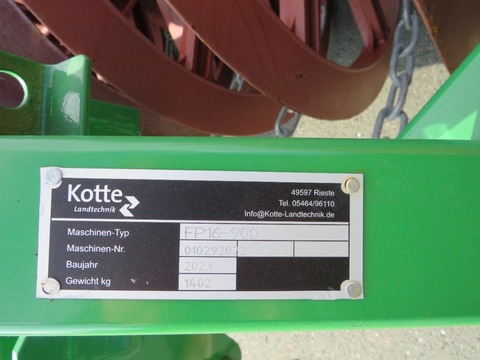 Kotte
Landtechnik
49597 Rieste
Tel. 05464/96110
Info@Kotte-Landtechnik.de
Maschinen-Typ FP16-900
Maschinen-Nr. 010292022
Baujahr 2023
Gewicht kg 1402